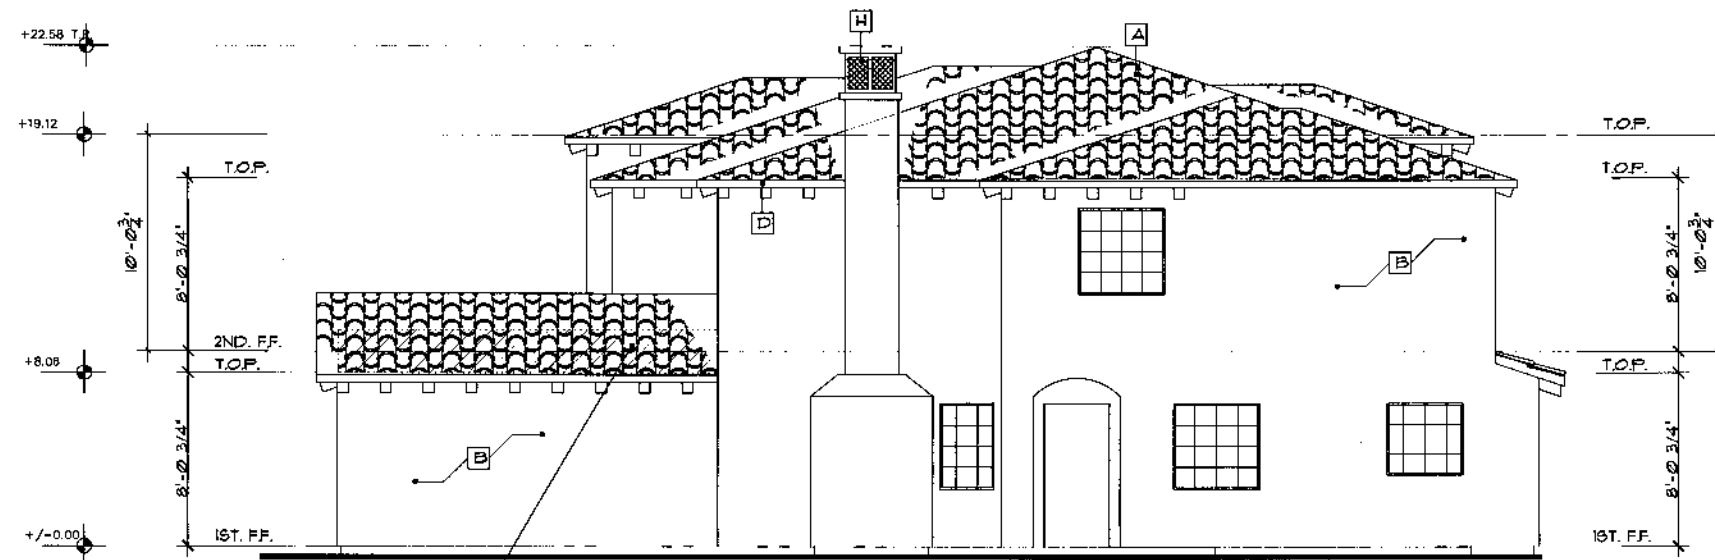 H
+22.58 T.R.
A
+19.12
T.O.P.
T.O.P.
T.O.P.
T.O.P.
D
B
10'-0 3/4"
8'-0 3/4"
8'-0 3/4"
10'-0 3/4"
2ND. F.F.
T.O.P.
+8.08
T.O.P.
B
8'-0 3/4"
8'-0 3/4"
+/-0.00
1ST. F.F.
1ST. F.F.